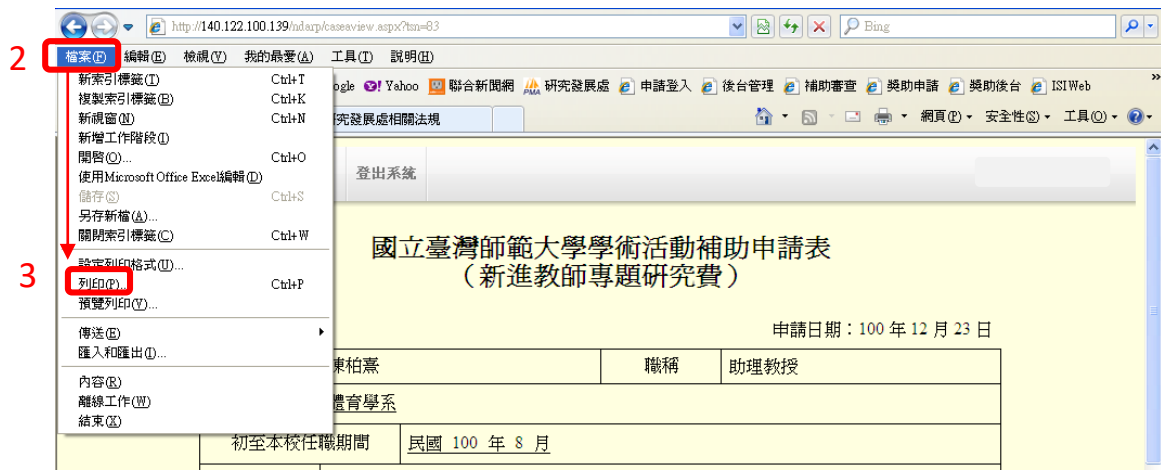 http://140.122.100.139/ndarp/caseaview.aspx?tsn=83
Bing
2
檔案(F) 編輯(E) 檢視(V) 我的最愛(A) 工具(T) 說明(H)
新索引標籤(T) Ctrl+T
複製索引標籤(B) Ctrl+K
新視窗(N) Ctrl+N
新增工作階段(I)
開啓(O)... Ctrl+O
使用Microsoft Office Excel編輯(D)
儲存(S) Ctrl+S
另存新檔(A)...
關閉索引標籤(C) Ctrl+W
設定列印格式(U)...
3
列印(P)... Ctrl+P
預覽列印(V)...
傳送(E)
匯入和匯出(I)...
內容(R)
離線工作(W)
結束(X)
ogle Yahoo 聯合新聞網 研究發展處 申請登入 後台管理 補助審查 獎助申請 獎助後台 ISI Web »
究發展處相關法規
網頁(P) 安全性(S) 工具(O)
登出系統
國立臺灣師範大學學術活動補助申請表
（新進教師專題研究費）
申請日期：100 年 12 月 23 日
柏熹 職稱 助理教授
體育學系
初至本校任職期間 民國 100 年 8 月